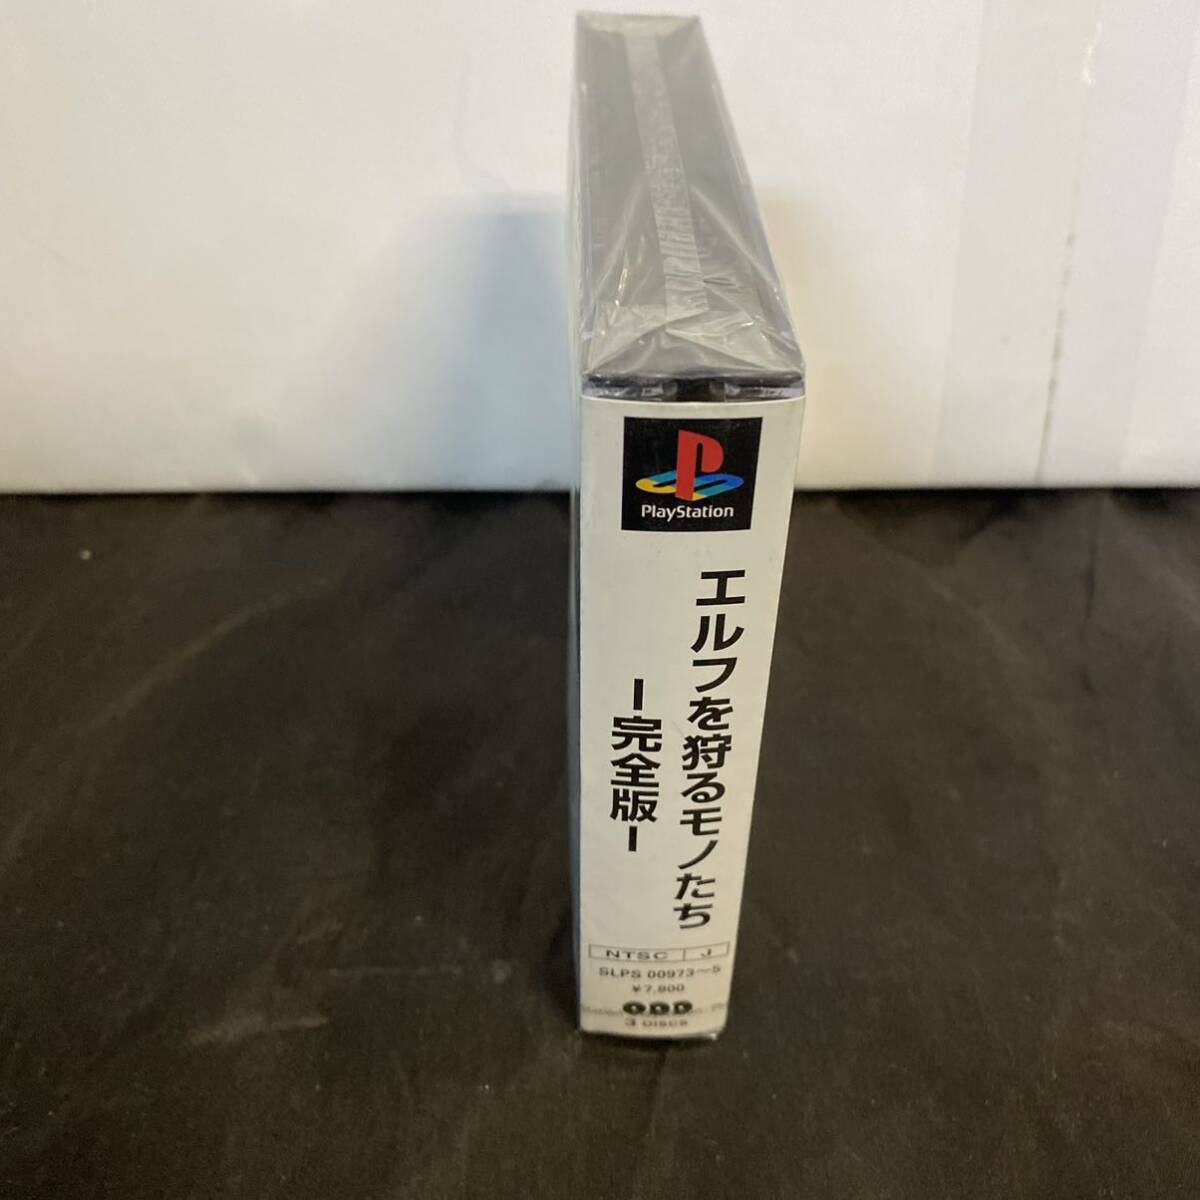 PlayStation
エルフを狩るモノたち
ー完全版ー
NTSC J
SLPS 00973〜5
¥7,800
3 DISCS